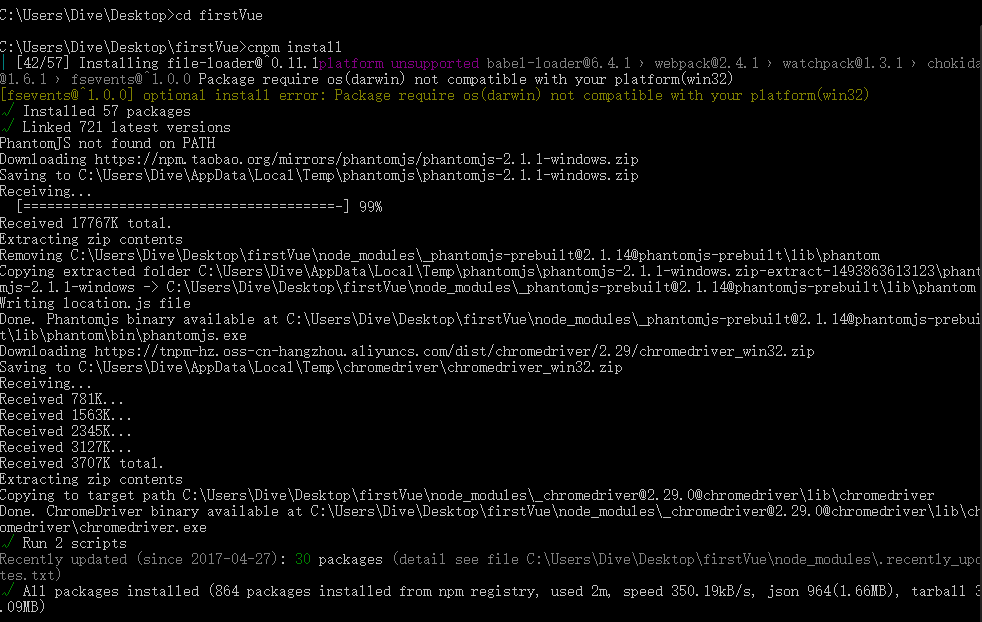 C:\Users\Dive\Desktop>cd firstVue
C:\Users\Dive\Desktop\firstVue>cnpm install
| [42/57] Installing file-loader@^0.11.1platform unsupported babel-loader@6.4.1 › webpack@2.4.1 › watchpack@1.3.1 › chokida
@1.6.1 › fsevents@^1.0.0 Package require os(darwin) not compatible with your platform(win32)
[fsevents@^1.0.0] optional install error: Package require os(darwin) not compatible with your platform(win32)
√ Installed 57 packages
√ Linked 721 latest versions
PhantomJS not found on PATH
Downloading https://npm.taobao.org/mirrors/phantomjs/phantomjs-2.1.1-windows.zip
Saving to C:\Users\Dive\AppData\Local\Temp\phantomjs\phantomjs-2.1.1-windows.zip
Receiving...
[=======================================-] 99%
Received 17767K total.
Extracting zip contents
Removing C:\Users\Dive\Desktop\firstVue\node_modules\_phantomjs-prebuilt@2.1.14@phantomjs-prebuilt\lib\phantom
Copying extracted folder C:\Users\Dive\AppData\Local\Temp\phantomjs\phantomjs-2.1.1-windows.zip-extract-1493863613123\phant
mjs-2.1.1-windows -> C:\Users\Dive\Desktop\firstVue\node_modules\_phantomjs-prebuilt@2.1.14@phantomjs-prebuilt\lib\phantom
Writing location.js file
Done. Phantomjs binary available at C:\Users\Dive\Desktop\firstVue\node_modules\_phantomjs-prebuilt@2.1.14@phantomjs-prebui
t\lib\phantom\bin\phantomjs.exe
Downloading https://tnpm-hz.oss-cn-hangzhou.aliyuncs.com/dist/chromedriver/2.29/chromedriver_win32.zip
Saving to C:\Users\Dive\AppData\Local\Temp\chromedriver\chromedriver_win32.zip
Receiving...
Received 781K...
Received 1563K...
Received 2345K...
Received 3127K...
Received 3707K total.
Extracting zip contents
Copying to target path C:\Users\Dive\Desktop\firstVue\node_modules\_chromedriver@2.29.0@chromedriver\lib\chromedriver
Done. ChromeDriver binary available at C:\Users\Dive\Desktop\firstVue\node_modules\_chromedriver@2.29.0@chromedriver\lib\ch
omedriver\chromedriver.exe
√ Run 2 scripts
Recently updated (since 2017-04-27): 30 packages (detail see file C:\Users\Dive\Desktop\firstVue\node_modules\.recently_upd
tes.txt)
√ All packages installed (864 packages installed from npm registry, used 2m, speed 350.19kB/s, json 964(1.66MB), tarball 3
.09MB)